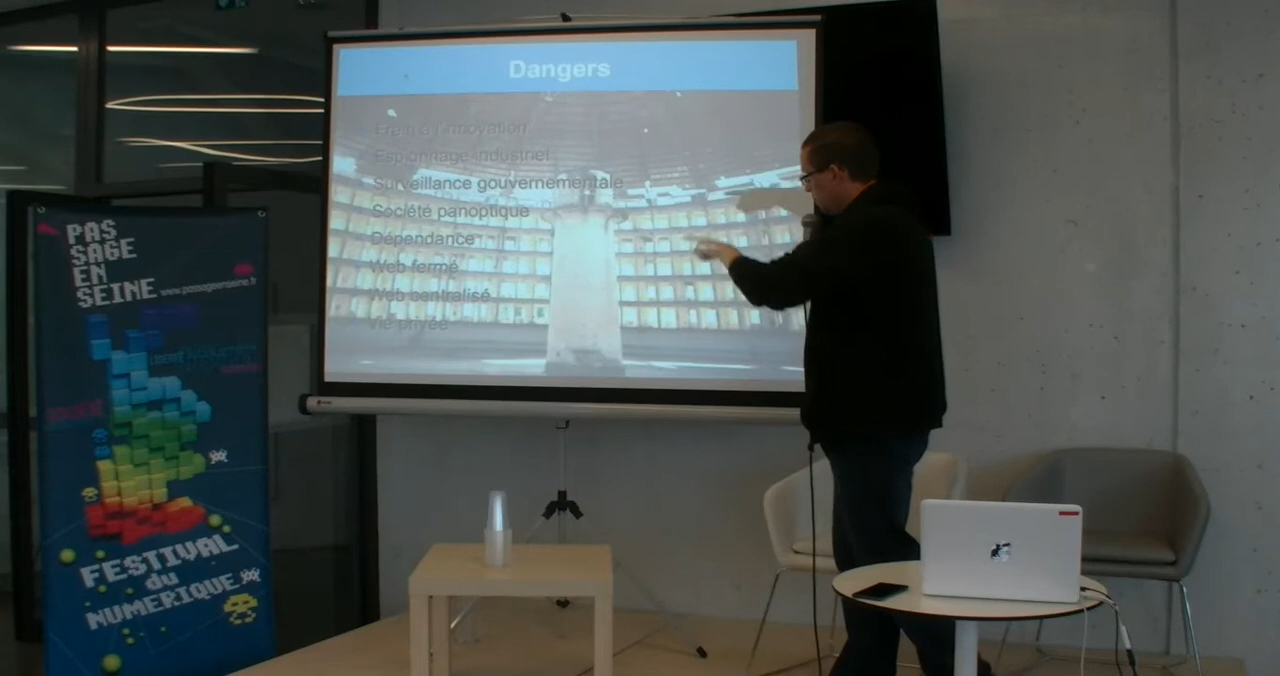 Dangers
Frein à l'innovation
Espionnage industriel
Surveillance gouvernementale
Société panoptique
Dépendance
Web fermé
Web centralisé
Vie privée
PAS
SAGE
EN
SEINE www.passageenseine.fr
FESTIVAL
du
NUMERIQUE